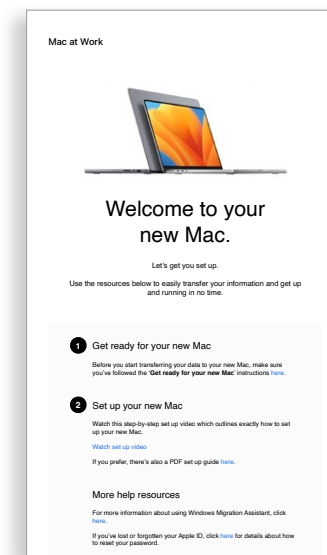 Mac at Work
Welcome to your
new Mac.
Let's get you set up.
Use the resources below to easily transfer your information and get up
and running in no time.
1 Get ready for your new Mac
Before you start transferring your data to your new Mac, make sure
you've followed the 'Get ready for your new Mac' instructions here.
2 Set up your new Mac
Watch this step-by-step set up video which outlines exactly how to set
up your new Mac.
Watch set up video
If you prefer, there's also a PDF set up guide here.
More help resources
For more information about using Windows Migration Assistant, click
here.
If you've lost or forgotten your Apple ID, click here for details about how
to reset your password.